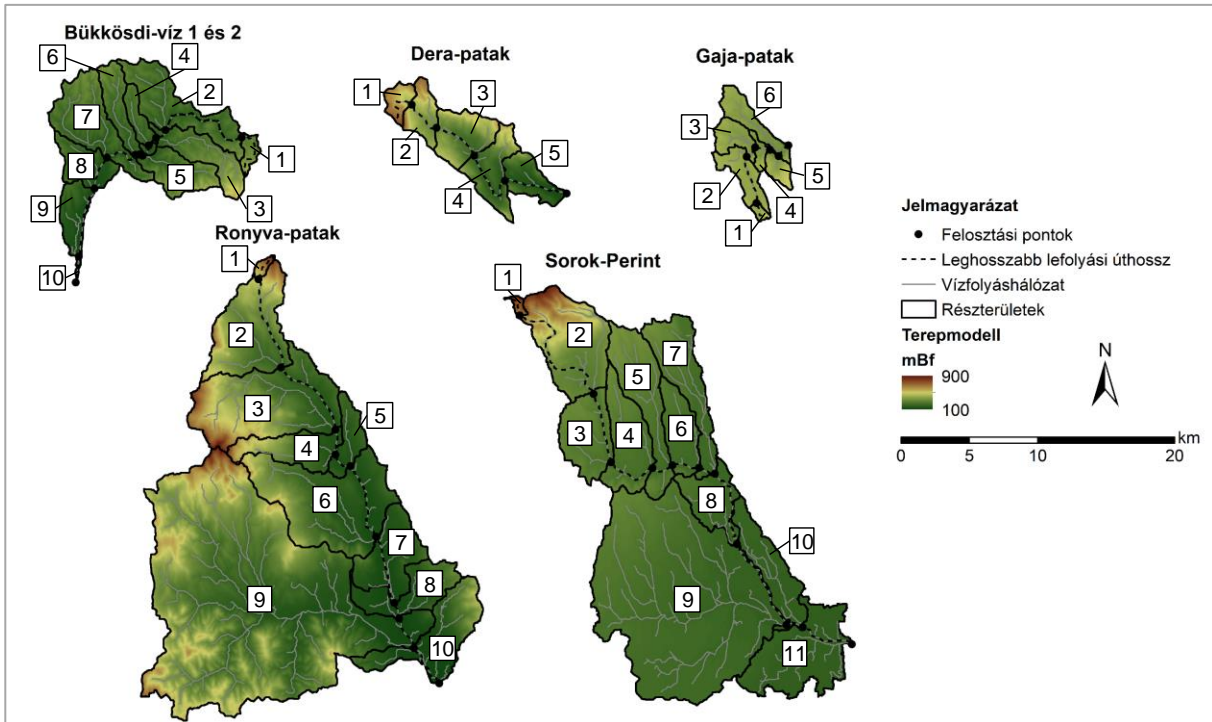 Bükkösdi-víz 1 és 2
6
4
2
7
1
8
5
9
3
10
Dera-patak
1
3
2
5
4
Gaja-patak
6
3
2
5
4
1
Ronyva-patak
1
2
3
5
4
6
7
8
9
10
Sorok-Perint
1
2
7
5
3
4
6
8
10
9
11
Jelmagyarázat
Felosztási pontok
Leghosszabb lefolyási úthossz
Vízfolyáshálózat
Részterületek
Terepmodell
mBf
900
100
N
km
0 5 10 20